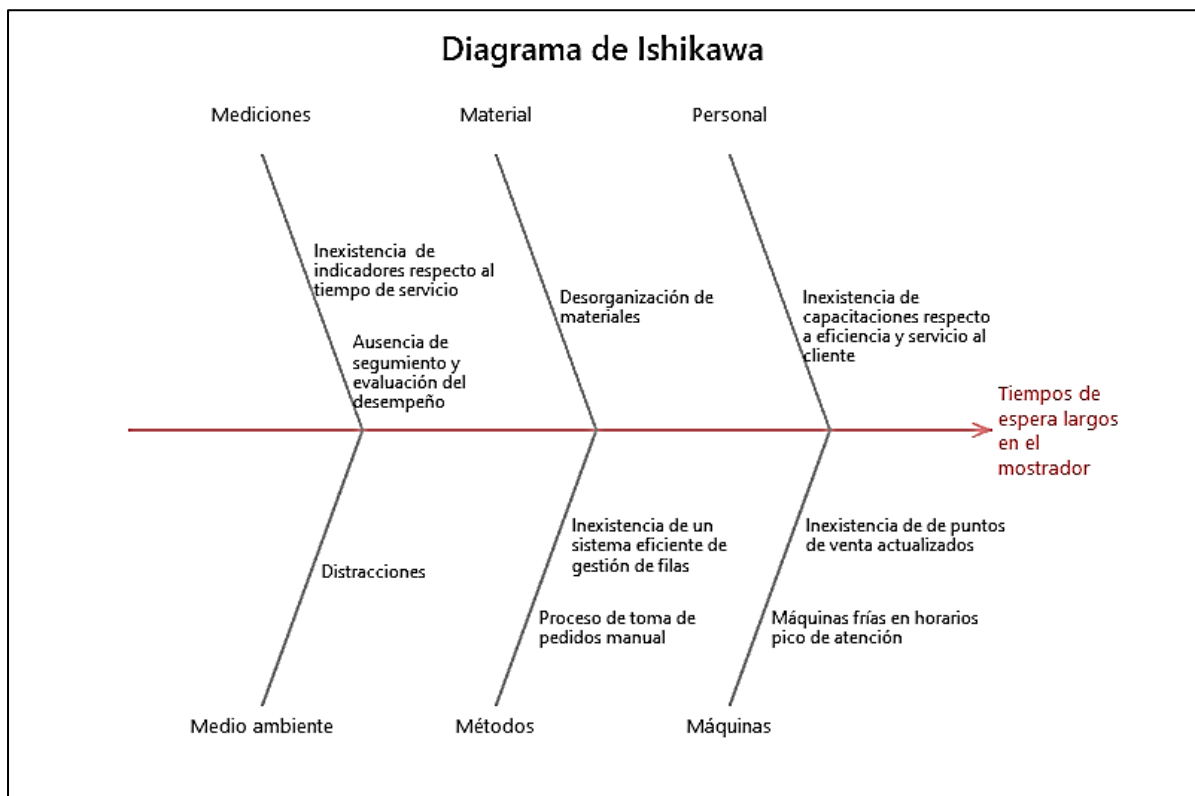 Diagrama de Ishikawa
Mediciones
Material
Personal
Inexistencia de
indicadores respecto al
tiempo de servicio
Ausencia de
segumiento y
evaluación del
desempeño
Desorganización de
materiales
Inexistencia de
capacitaciones respecto
a eficiencia y servicio al
cliente
Tiempos de
espera largos
en el
mostrador
Distracciones
Inexistencia de un
sistema eficiente de
gestión de filas
Proceso de toma de
pedidos manual
Inexistencia de de puntos
de venta actualizados
Máquinas frías en horarios
pico de atención
Medio ambiente
Métodos
Máquinas